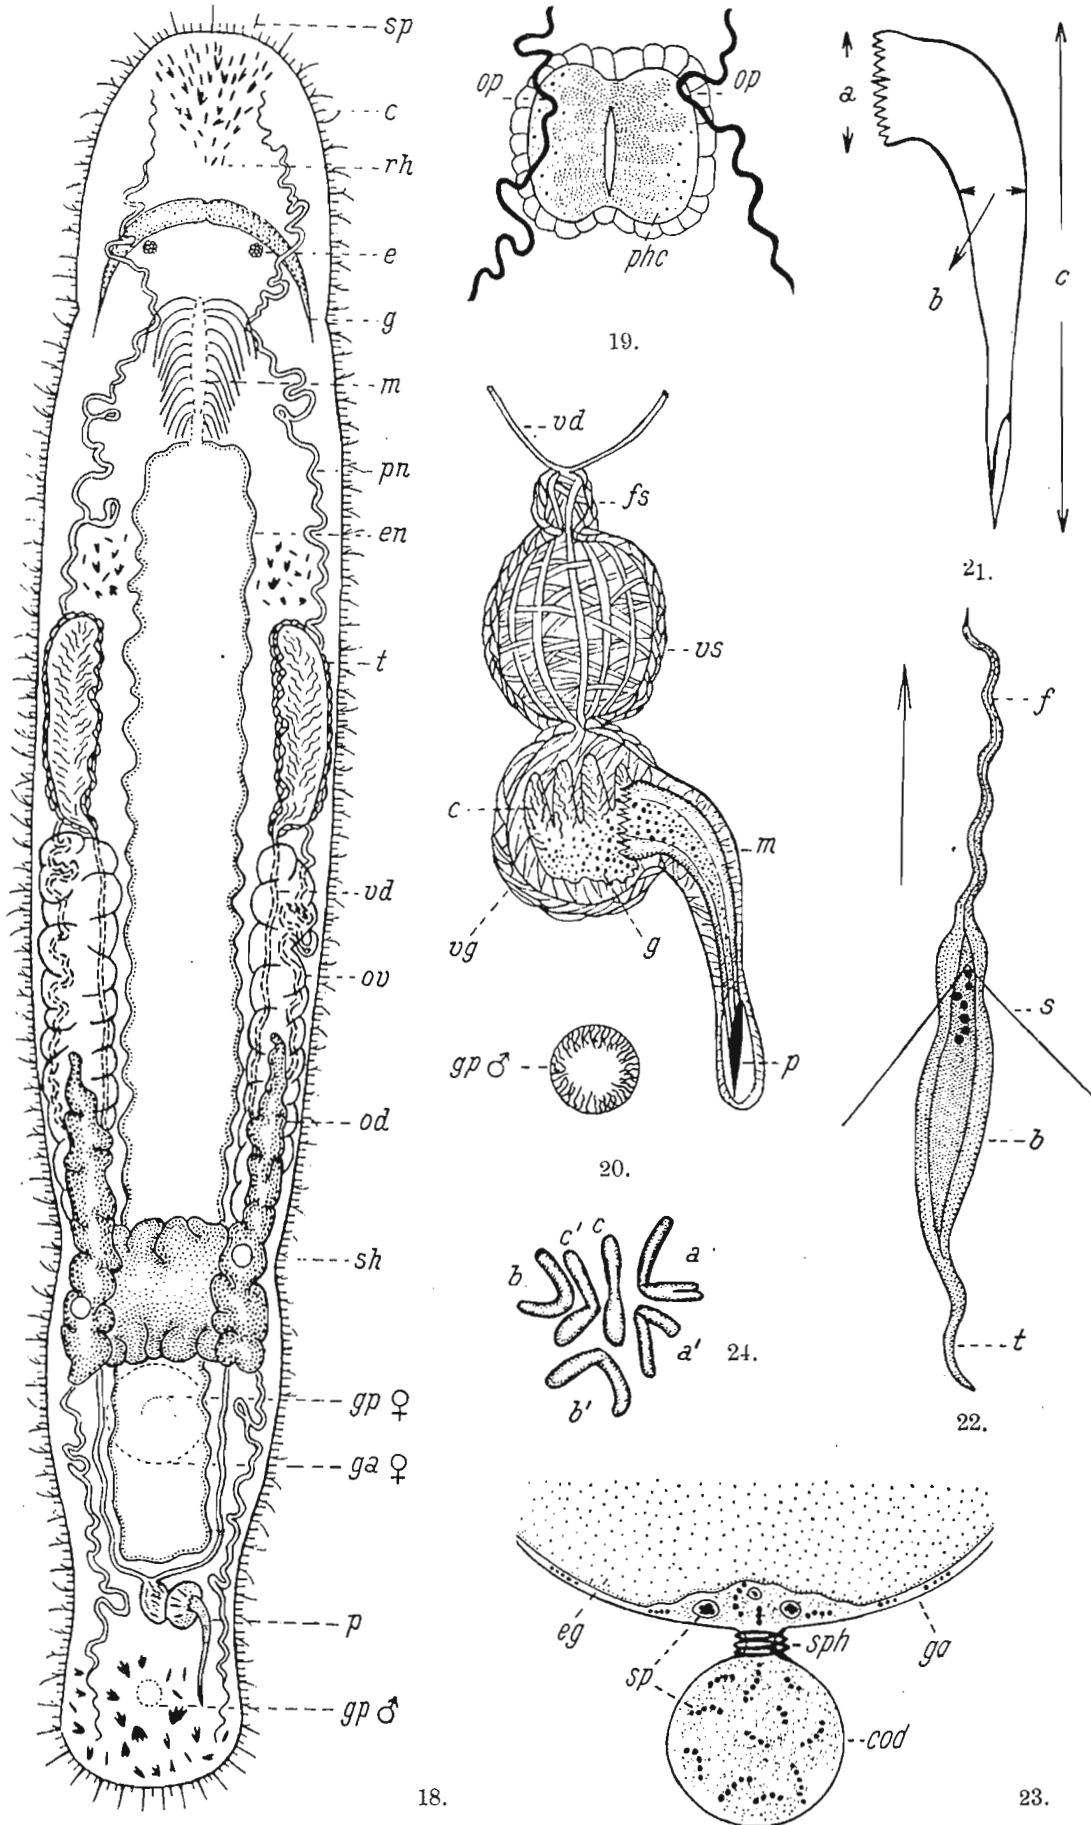 sp
c
rh
e
g
m
pn
en
t
vd
ov
od
sh
gp ♀
ga ♀
p
gp ♂
18.
op
op
phc
19.
a
b
c
21.
vd
fs
vs
c
m
vg
g
gp ♂
p
20.
f
s
b
t
22.
c' c
b
a
a'
24.
b'
eg
sp
sph
ga
cod
23.